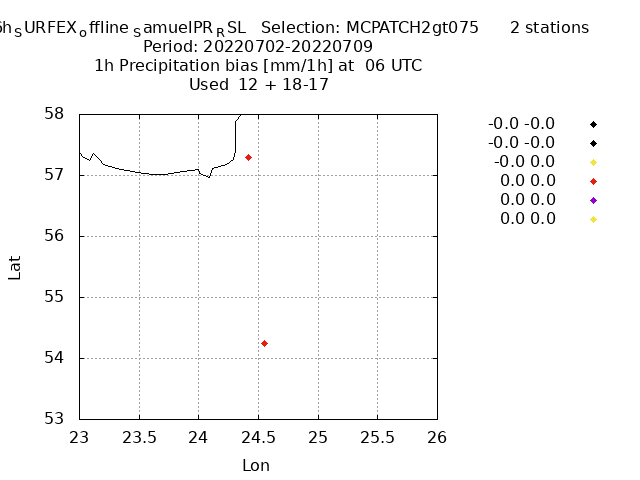 6h_SURFEX_offline_SamuelPR_RSL Selection: MCPATCH2gt075 2 stations
Period: 20220702-20220709
1h Precipitation bias [mm/1h] at 06 UTC
Used 12 + 18-17
58
57
56
55
54
53
Lat
23 23.5 24 24.5 25 25.5 26
Lon
-0.0 -0.0
-0.0 -0.0
-0.0 0.0
0.0 0.0
0.0 0.0
0.0 0.0